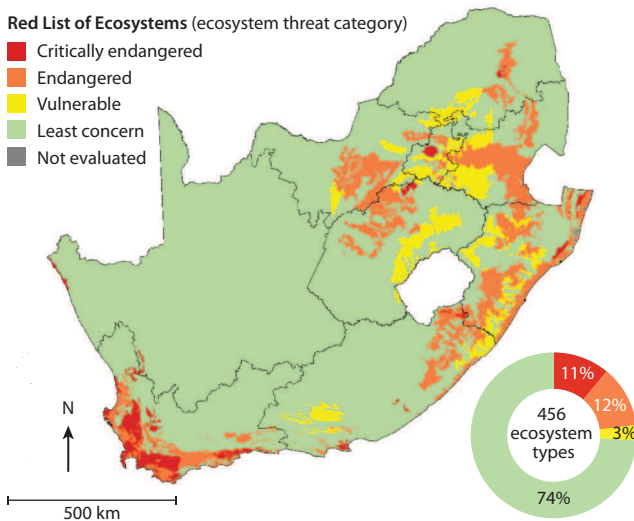 Red List of Ecosystems (ecosystem threat category)
Critically endangered
Endangered
Vulnerable
Least concern
Not evaluated
N
500 km
11%
12%
3%
456
ecosystem
types
74%